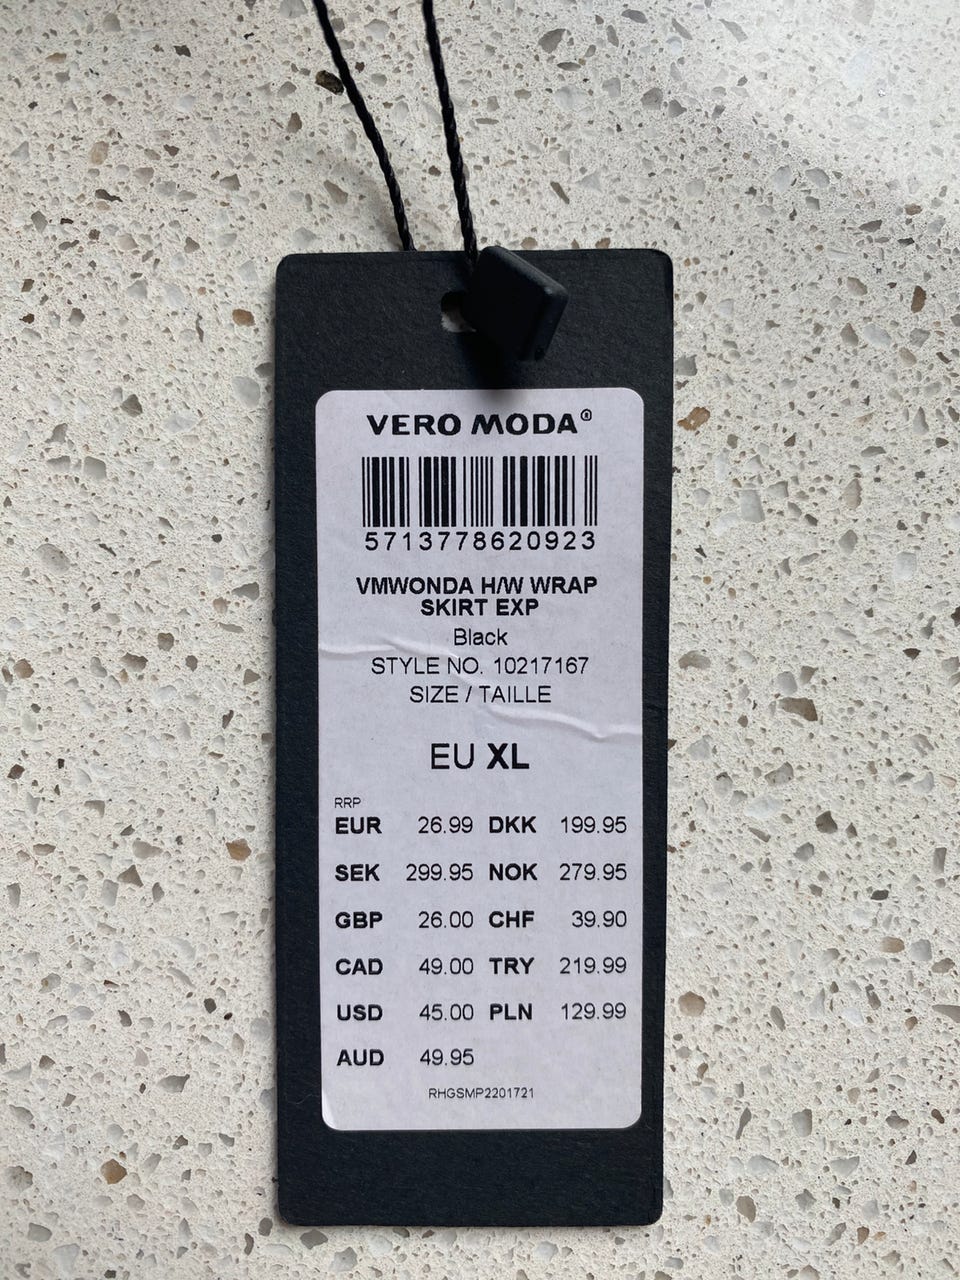 VERO MODA®
5713778620923
VMWONDA H/W WRAP
SKIRT EXP
Black
STYLE NO. 10217167
SIZE / TAILLE
EU XL
RRP
EUR 26.99 DKK 199.95
SEK 299.95 NOK 279.95
GBP 26.00 CHF 39.90
CAD 49.00 TRY 219.99
USD 45.00 PLN 129.99
AUD 49.95
RHGSMP2201721